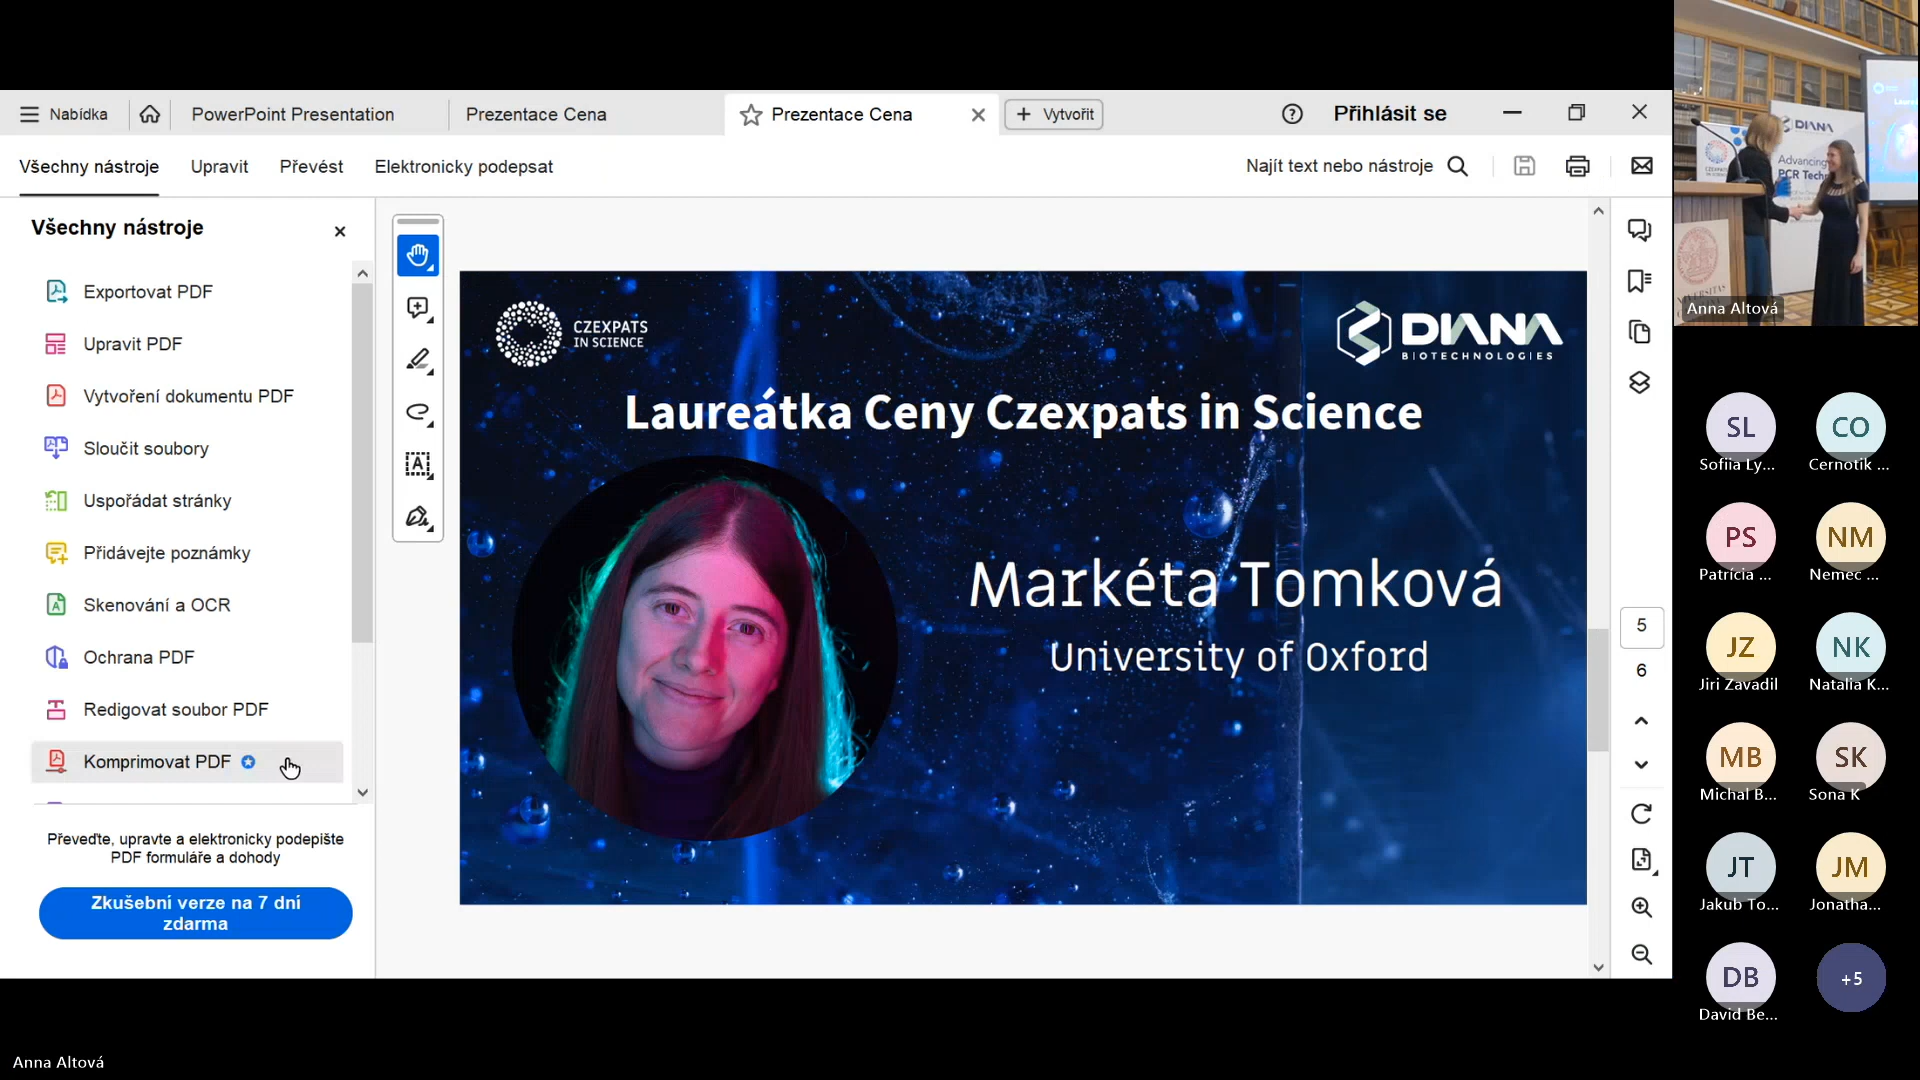 Nabídka
PowerPoint Presentation
Prezentace Cena
Prezentace Cena
Vytvořit
Přihlásit se
Všechny nástroje
Upravit
Převést
Elektronicky podepsat
Najít text nebo nástroje
Všechny nástroje
Exportovat PDF
Upravit PDF
Vytvoření dokumentu PDF
Sloučit soubory
Uspořádat stránky
Přidávejte poznámky
Skenování a OCR
Ochrana PDF
Redigovat soubor PDF
Komprimovat PDF
Převeďte, upravte a elektronicky podepište
PDF formuláře a dohody
Zkušební verze na 7 dní
zdarma
CZEXPATS
IN SCIENCE
DIANA
BIOTECHNOLOGIES
Laureátka Ceny Czexpats in Science
Markéta Tomková
University of Oxford
5
6
DIANA
Advancing
PCR Techn
Anna Altová
SL
Sofiia Ly...
CO
Cernotik ...
PS
Patrícia ...
NM
Nemec ...
JZ
Jiri Zavadil
NK
Natalia K...
MB
Michal B...
SK
Sona K
JT
Jakub To...
JM
Jonatha...
DB
David Be...
+5
Anna Altová